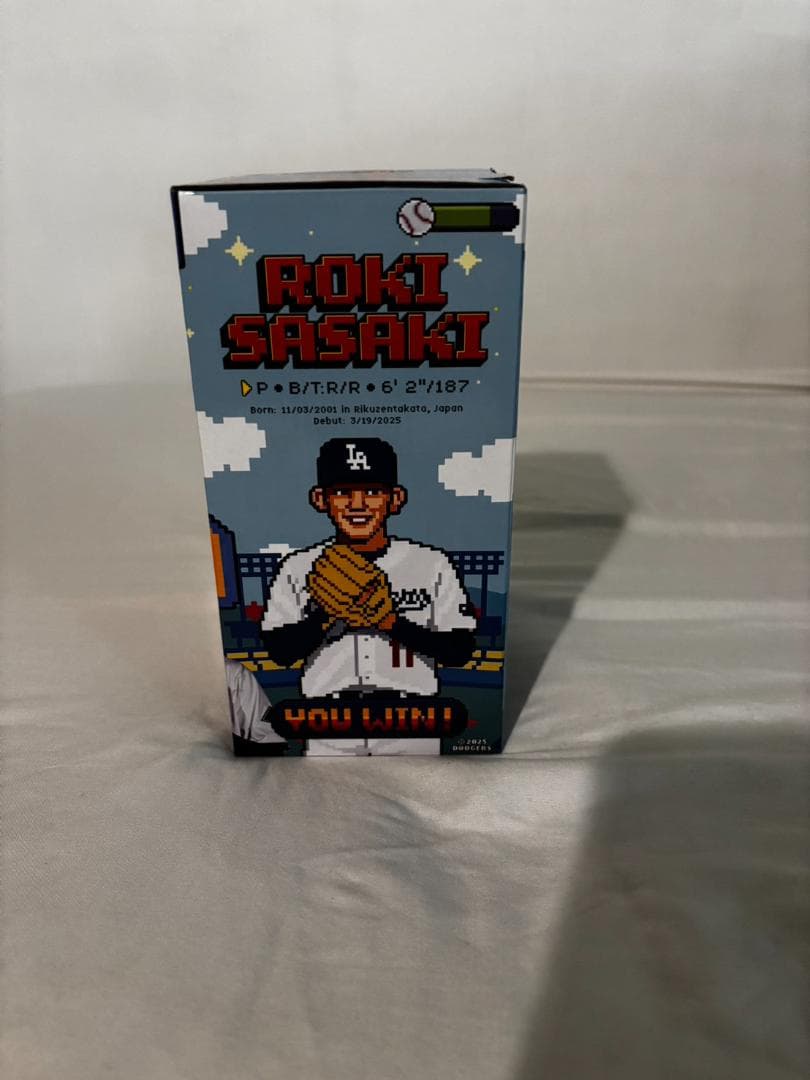 ROKI
SASAKI
P • B/T:R/R • 6' 2"/187
Born: 11/03/2001 in Rikuzentakata, Japan
Debut: 3/19/2025
LA
11
YOU WIN!
©2025
DODGERS